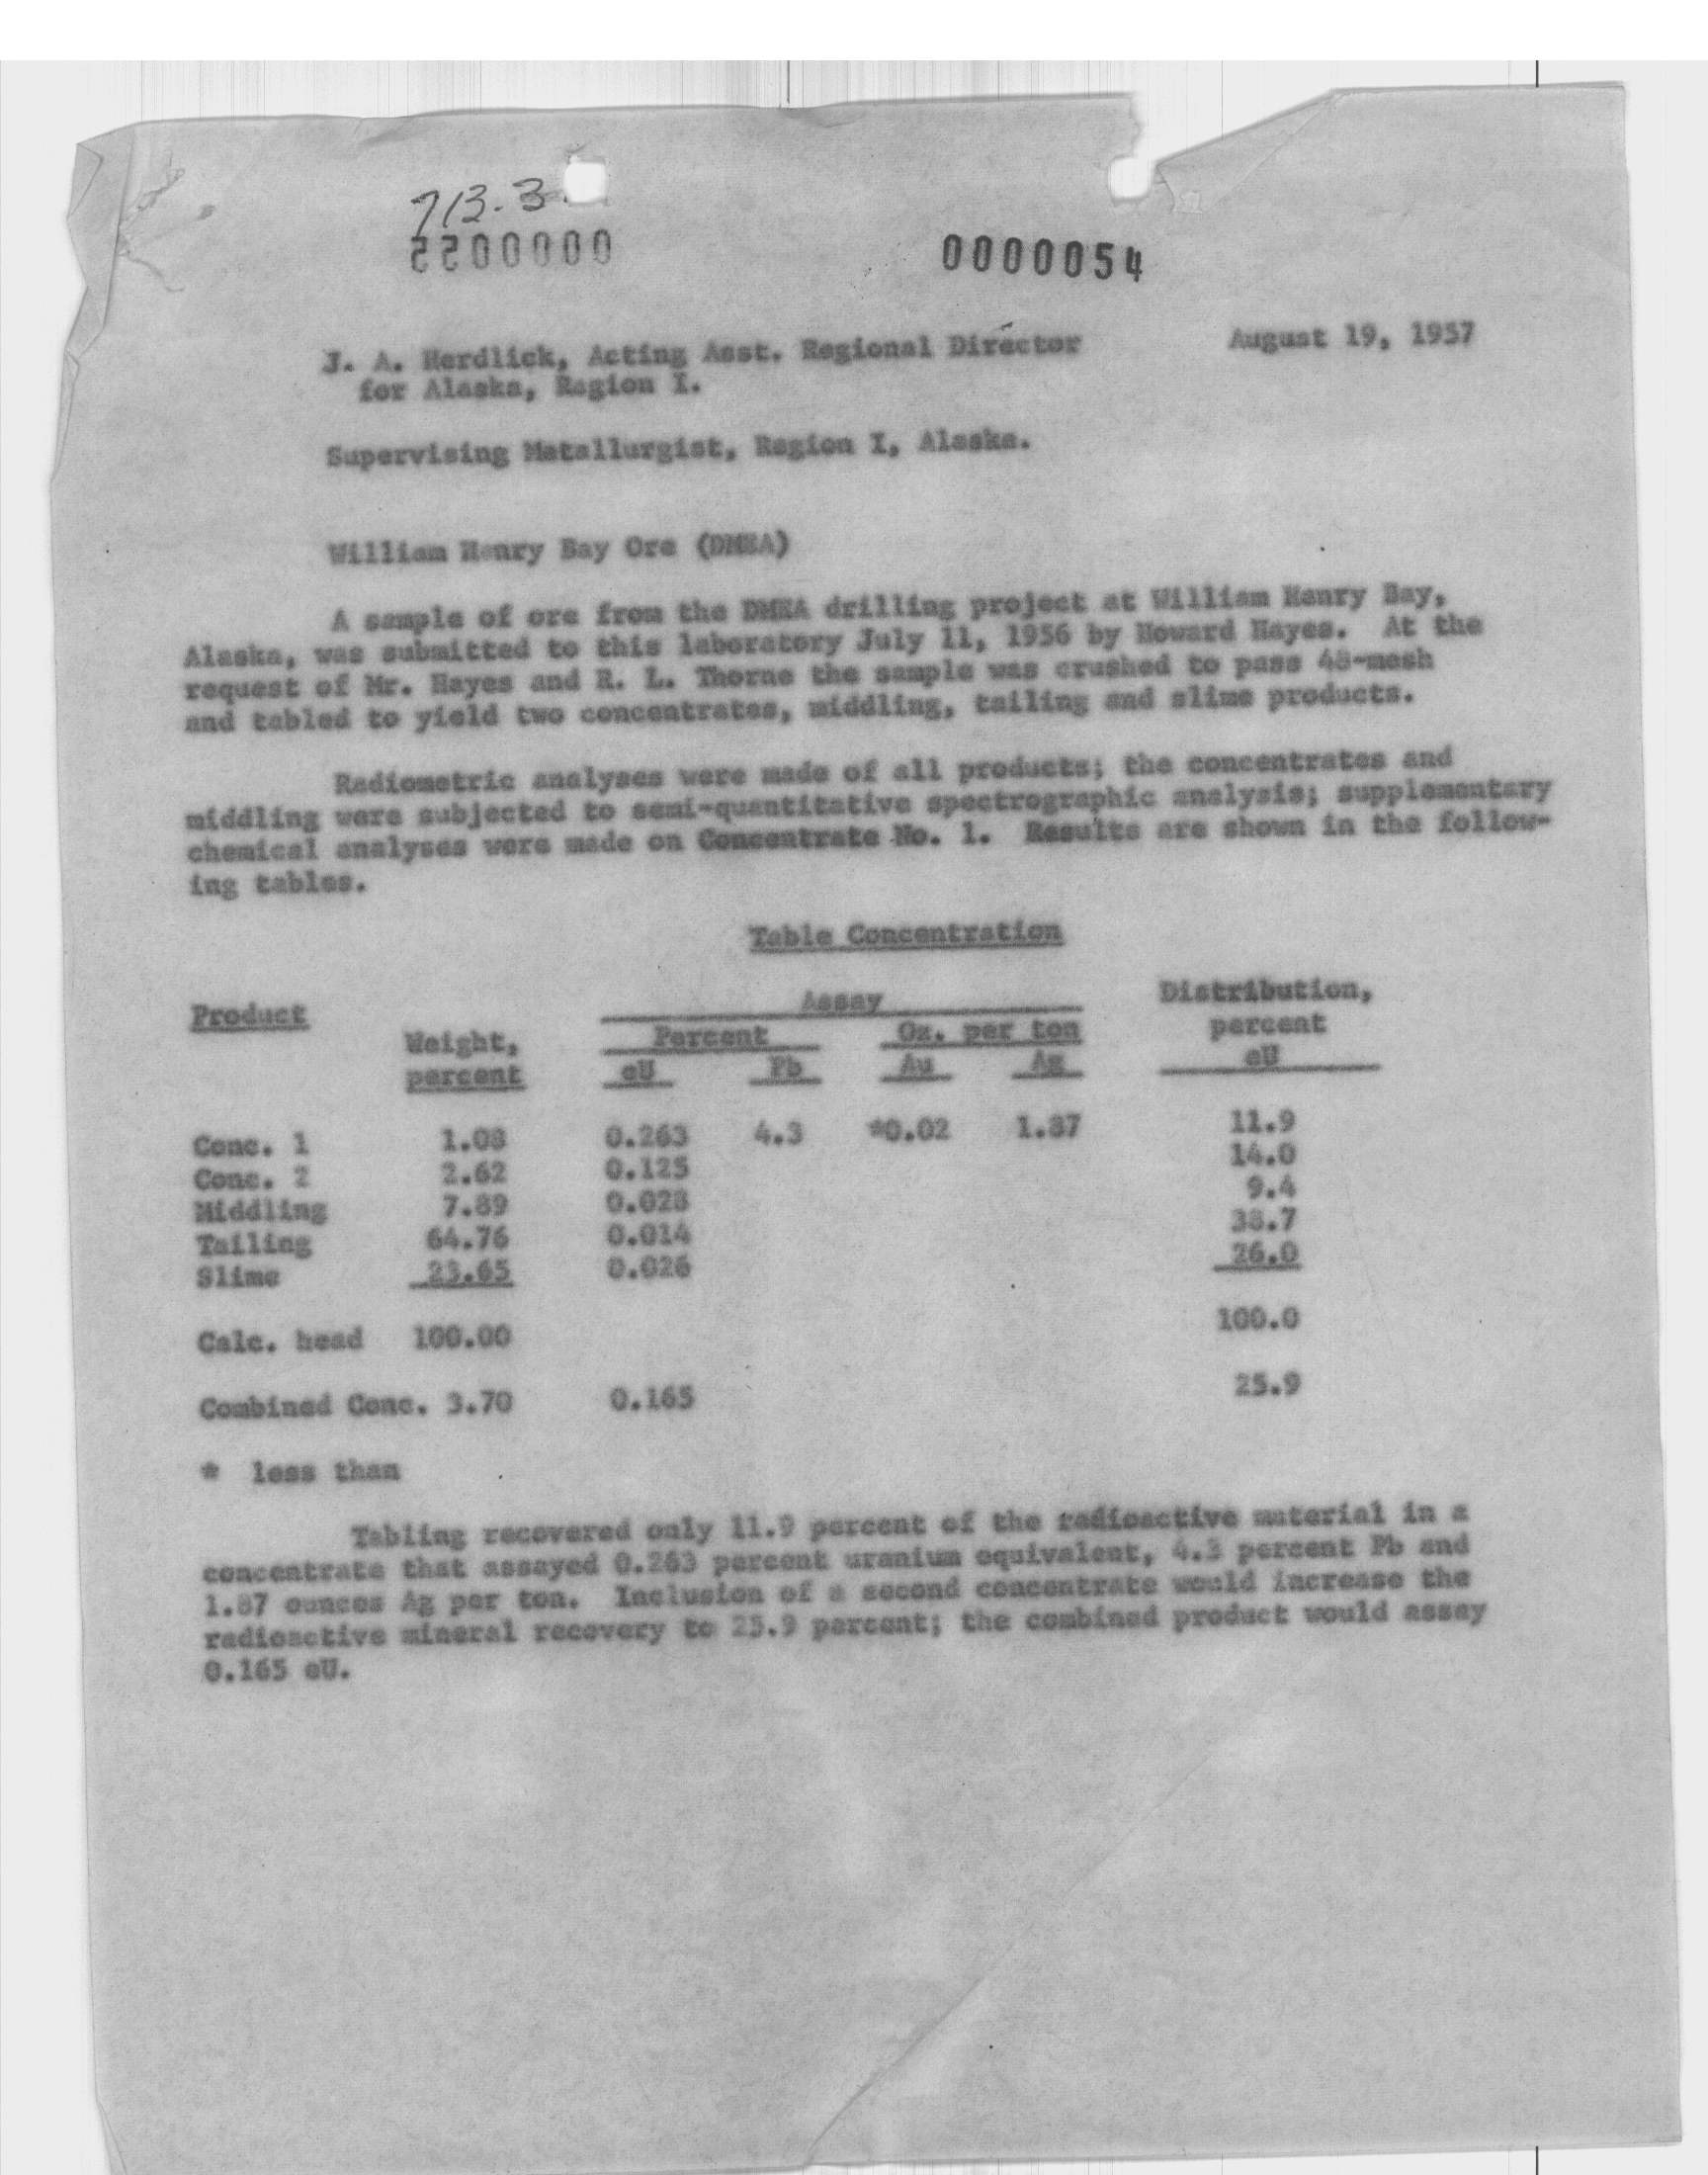 713.3
0000054
J. A. Herdlick, Acting Asst. Regional Director August 19, 1957
for Alaska, Region I.
Supervising Metallurgist, Region I, Alaska.
William Henry Bay Ore (DMEA)
A sample of ore from the DMEA drilling project at William Henry Bay,
Alaska, was submitted to this laboratory July 11, 1956 by Howard Hayes. At the
request of Mr. Hayes and R. L. Thorne the sample was crushed to pass 48-mesh
and tabled to yield two concentrates, middling, tailing and slime products.
Radiometric analyses were made of all products; the concentrates and
middling were subjected to semi-quantitative spectrographic analysis; supplementary
chemical analyses were made on Concentrate No. 1. Results are shown in the follow-
ing tables.
Table Concentration
Product Assay Distribution,
Weight, Percent Oz. per ton percent
percent eU Pb Au Ag eU
Conc. 1 1.08 0.263 4.3 *0.02 1.87 11.9
Conc. 2 2.62 0.125 14.0
Middling 7.89 0.028 9.4
Tailing 64.76 0.014 38.7
Slime 23.65 0.026 26.0
Calc. head 100.00 100.0
Combined Conc. 3.70 0.165 25.9
* less than
Tabling recovered only 11.9 percent of the radioactive material in a
concentrate that assayed 0.263 percent uranium equivalent, 4.3 percent Pb and
1.87 ounces Ag per ton. Inclusion of a second concentrate would increase the
radioactive mineral recovery to 25.9 percent; the combined product would assay
0.165 eU.